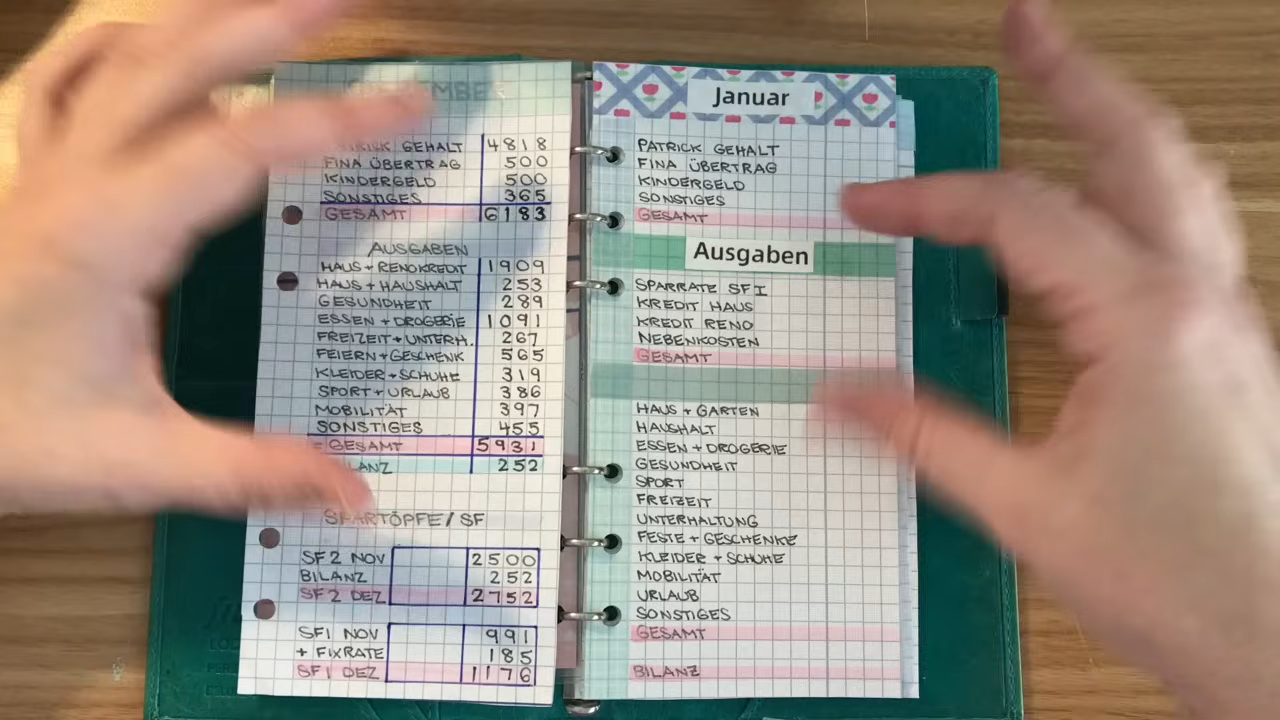 PATRICK GEHALT 4818
FINA ÜBERTRAG 500
KINDERGELD 500
SONSTIGES 365
GESAMT 6183
AUSGABEN
HAUS + RENOKREDIT 1909
HAUS + HAUSHALT 253
GESUNDHEIT 289
ESSEN + DROGERIE 1091
FREIZEIT + UNTERH. 267
FEIERN + GESCHENK 565
KLEIDER + SCHUHE 319
SPORT + URLAUB 386
MOBILITÄT 397
SONSTIGES 455
GESAMT 5931
BILANZ 252
SPARTÖPFE / SF
SF2 NOV 2500
BILANZ 252
SF2 DEZ 2752
SF1 NOV 991
+ FIXRATE 185
SF1 DEZ 1176
Januar
PATRICK GEHALT
FINA ÜBERTRAG
KINDERGELD
SONSTIGES
GESAMT
Ausgaben
SPARRATE SF I
KREDIT HAUS
KREDIT RENO
NEBENKOSTEN
GESAMT
HAUS + GARTEN
HAUSHALT
ESSEN + DROGERIE
GESUNDHEIT
SPORT
FREIZEIT
UNTERHALTUNG
FESTE + GESCHENKE
KLEIDER + SCHUHE
MOBILITÄT
URLAUB
SONSTIGES
GESAMT
BILANZ